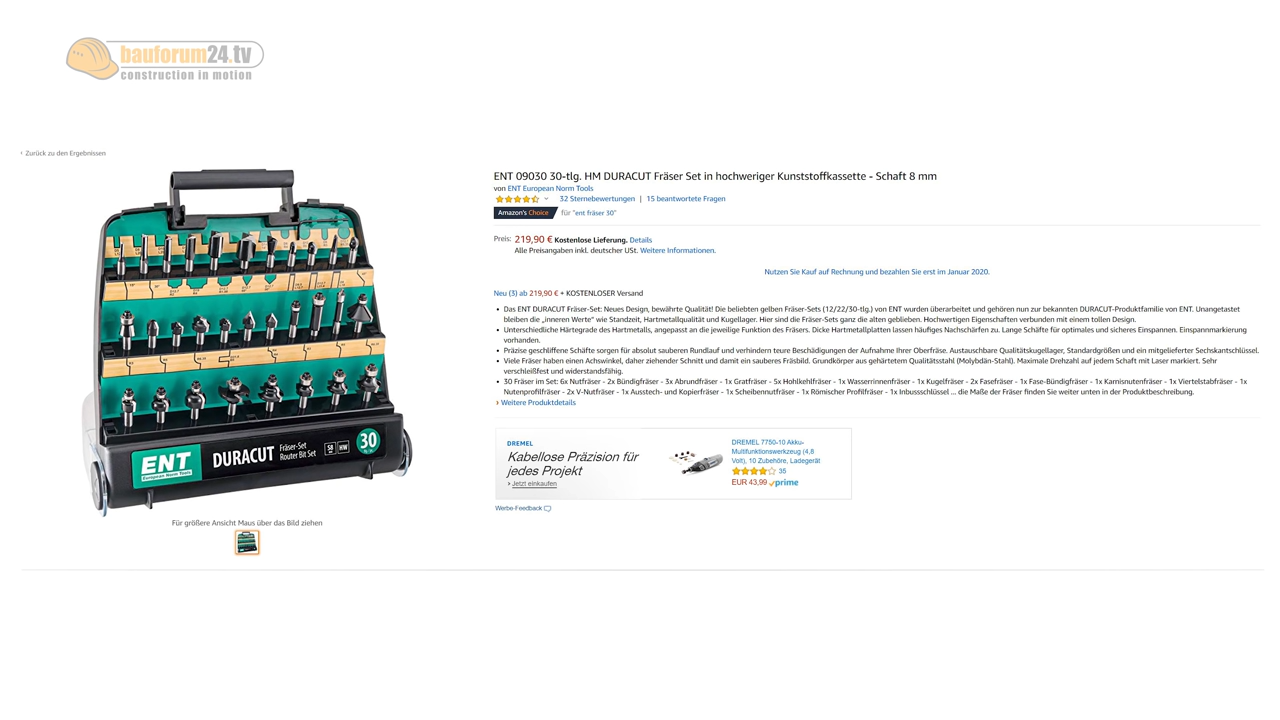 bauforum24.tv
construction in motion
‹ Zurück zu den Ergebnissen
ENT 09030 30-tlg. HM DURACUT Fräser Set in hochweriger Kunststoffkassette - Schaft 8 mm
von ENT European Norm Tools
32 Sternebewertungen | 15 beantwortete Fragen
Amazon's Choice für "ent fräser 30"
Preis: 219,90 € Kostenlose Lieferung. Details
Alle Preisangaben inkl. deutscher USt. Weitere Informationen.
Nutzen Sie Kauf auf Rechnung und bezahlen Sie erst im Januar 2020.
Neu (3) ab 219,90 € + KOSTENLOSER Versand
• Das ENT DURACUT Fräser-Set: Neues Design, bewährte Qualität! Die beliebten gelben Fräser-Sets (12/22/30-tlg.) von ENT wurden überarbeitet und gehören nun zur bekannten DURACUT-Produktfamilie von ENT. Unangetastet
bleiben die „inneren Werte“ wie Standzeit, Hartmetallqualität und Kugellager. Hier sind die Fräser-Sets ganz die alten geblieben. Hochwertigen Eigenschaften verbunden mit einem tollen Design.
• Unterschiedliche Härtegrade des Hartmetalls, angepasst an die jeweilige Funktion des Fräsers. Dicke Hartmetallplatten lassen häufiges Nachschärfen zu. Lange Schäfte für optimales und sicheres Einspannen. Einspannmarkierung
vorhanden.
• Präzise geschliffene Schäfte sorgen für absolut sauberen Rundlauf und verhindern teure Beschädigungen der Aufnahme Ihrer Oberfräse. Austauschbare Qualitätskugellager, Standardgrößen und ein mitgelieferter Sechskantschlüssel.
• Viele Fräser haben einen Achswinkel, daher ziehender Schnitt und damit ein sauberes Fräsbild. Grundkörper aus gehärtetem Qualitätsstahl (Molybdän-Stahl). Maximale Drehzahl auf jedem Schaft mit Laser markiert. Sehr
verschleißfest und widerstandsfähig.
• 30 Fräser im Set: 6x Nutfräser - 2x Bündigfräser - 3x Abrundfräser - 1x Gratfräser - 5x Hohlkehlfräser - 1x Wasserrinnenfräser - 1x Kugelfräser - 2x Fasefräser - 1x Fase-Bündigfräser - 1x Karnisnutenfräser - 1x Viertelstabfräser - 1x
Nutenprofilfräser - 2x V-Nutfräser - 1x Ausstech- und Kopierfräser - 1x Scheibennutfräser - 1x Römischer Profilfräser - 1x Inbussschlüssel ... die Maße der Fräser finden Sie weiter unten in der Produktbeschreibung.
› Weitere Produktdetails
ENT
European Norm Tools
DURACUT
Fräser-Set
Router Bit Set
S8
HW
30
Für größere Ansicht Maus über das Bild ziehen
DREMEL
Kabellose Präzision für
jedes Projekt
› Jetzt einkaufen
DREMEL 7750-10 Akku-
Multifunktionswerkzeug (4,8
Volt), 10 Zubehöre, Ladegerät
35
EUR 43,99 prime
Werbe-Feedback